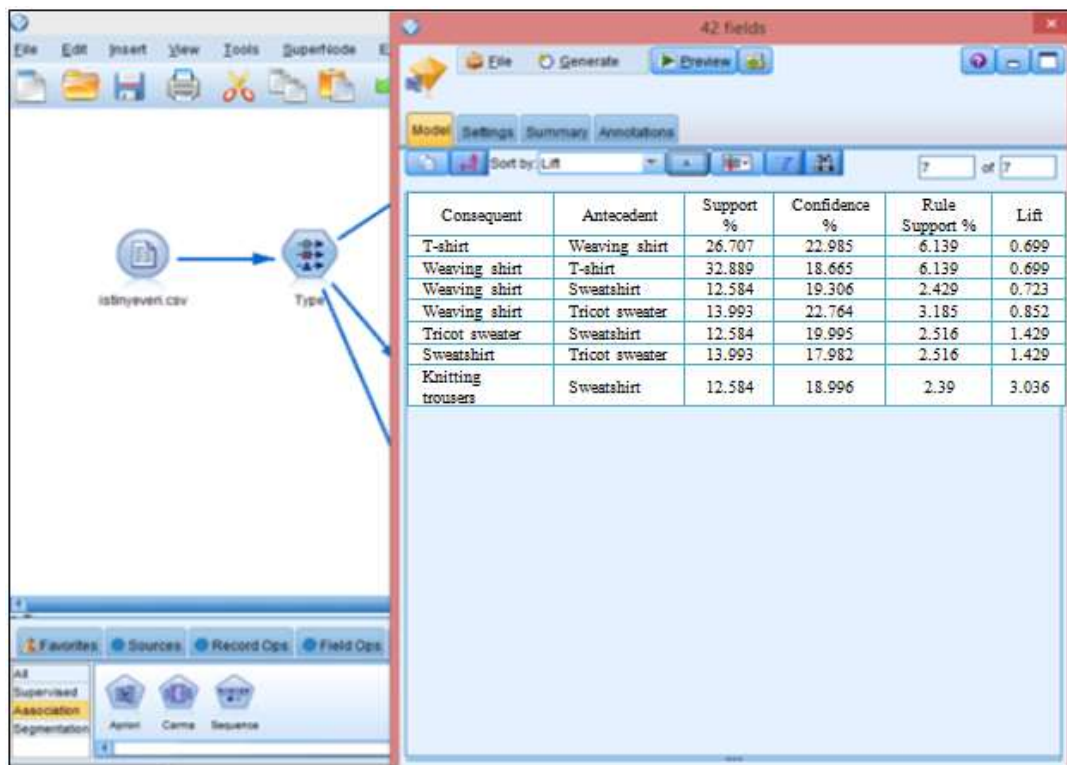 42 fields
File Edit Insert View Tools SuperNode E
File Generate Preview
Model Settings Summary Annotations
Sort by: Lift 7 of 7
Consequent Antecedent Support % Confidence % Rule Support % Lift
T-shirt Weaving shirt 26.707 22.985 6.139 0.699
Weaving shirt T-shirt 32.889 18.665 6.139 0.699
Weaving shirt Sweatshirt 12.584 19.306 2.429 0.723
Weaving shirt Tricot sweater 13.993 22.764 3.185 0.852
Tricot sweater Sweatshirt 12.584 19.995 2.516 1.429
Sweatshirt Tricot sweater 13.993 17.982 2.516 1.429
Knitting trousers Sweatshirt 12.584 18.996 2.39 3.036
istinyeveri.csv
Type
Favorites Sources Record Ops Field Ops
All
Supervised
Association
Segmentation
Apriori Carma Sequence